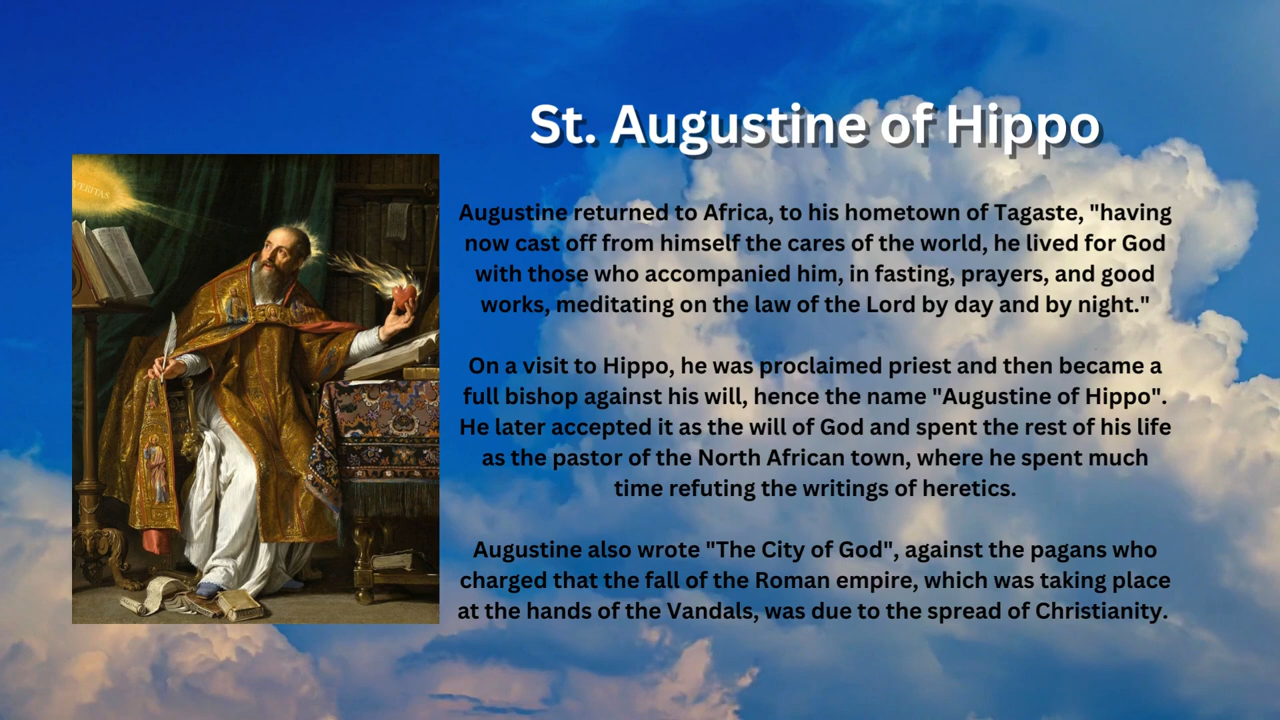 St. Augustine of Hippo
VERITAS
Augustine returned to Africa, to his hometown of Tagaste, "having
now cast off from himself the cares of the world, he lived for God
with those who accompanied him, in fasting, prayers, and good
works, meditating on the law of the Lord by day and by night."
On a visit to Hippo, he was proclaimed priest and then became a
full bishop against his will, hence the name "Augustine of Hippo".
He later accepted it as the will of God and spent the rest of his life
as the pastor of the North African town, where he spent much
time refuting the writings of heretics.
Augustine also wrote "The City of God", against the pagans who
charged that the fall of the Roman empire, which was taking place
at the hands of the Vandals, was due to the spread of Christianity.